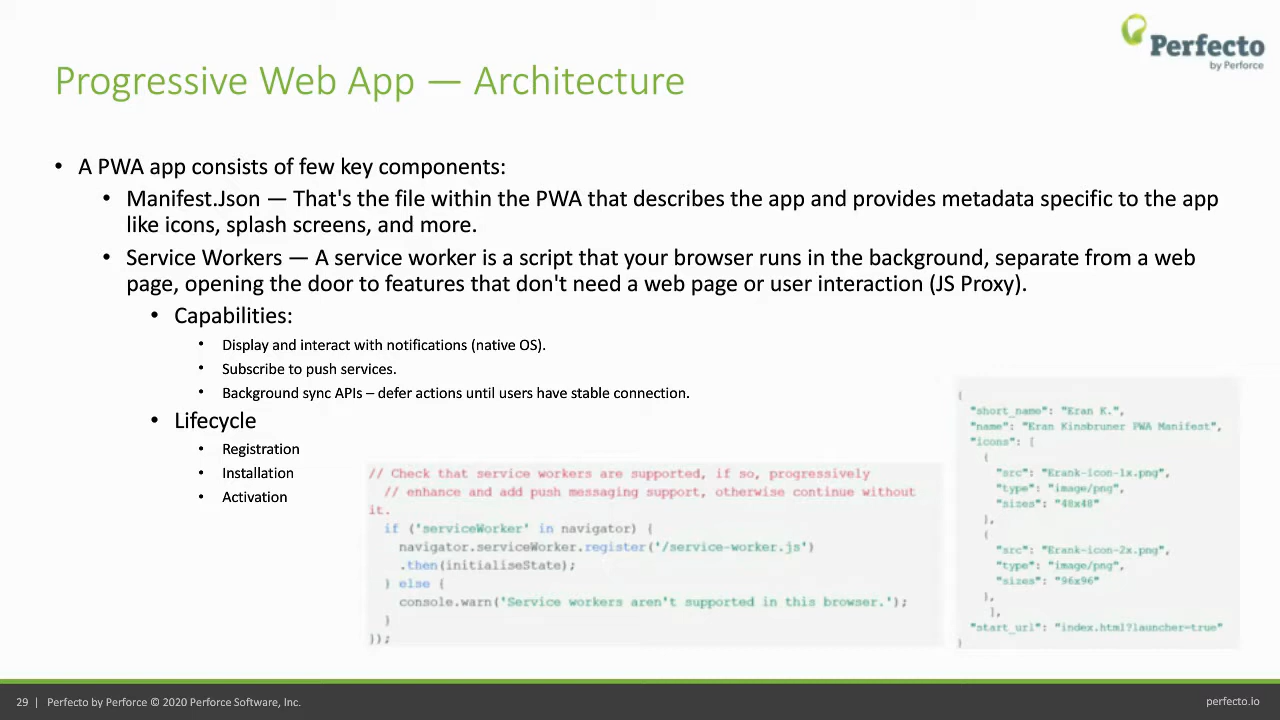 Perfecto
by Perforce
Progressive Web App — Architecture
• A PWA app consists of few key components:
• Manifest.Json — That's the file within the PWA that describes the app and provides metadata specific to the app
like icons, splash screens, and more.
• Service Workers — A service worker is a script that your browser runs in the background, separate from a web
page, opening the door to features that don't need a web page or user interaction (JS Proxy).
• Capabilities:
• Display and interact with notifications (native OS).
• Subscribe to push services.
• Background sync APIs – defer actions until users have stable connection.
• Lifecycle
• Registration
• Installation
• Activation
// Check that service workers are supported, if so, progressively
// enhance and add push messaging support, otherwise continue without
it.
if ('serviceWorker' in navigator) {
navigator.serviceWorker.register('/service-worker.js')
.then(initialiseState);
} else {
console.warn('Service workers aren't supported in this browser.');
}
});
{
"short_name": "Eran K.",
"name": "Eran Kinsbruner PWA Manifest",
"icons": [
{
"src": "Erank-icon-1x.png",
"type": "image/png",
"sizes": "48x48"
},
{
"src": "Erank-icon-2x.png",
"type": "image/png",
"sizes": "96x96"
},
],
"start_url": "index.html?launcher=true"
}
29 | Perfecto by Perforce © 2020 Perforce Software, Inc.
perfecto.io